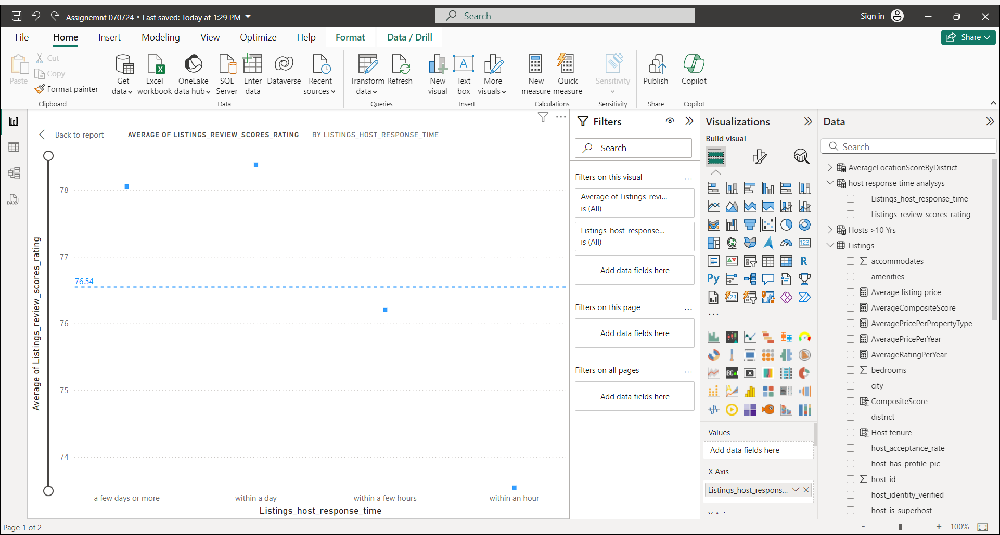 Assignemnt 070724 • Last saved: Today at 1:29 PM
Search
Sign in
File Home Insert Modeling View Optimize Help Format Data / Drill
Share
Paste
Cut
Copy
Format painter
Clipboard
Get data
Excel workbook
OneLake data hub
SQL Server
Enter data
Dataverse
Recent sources
Data
Transform data
Refresh
Queries
New visual
Text box
More visuals
Insert
New measure
Quick measure
Calculations
Sensitivity
Sensitivity
Publish
Share
Copilot
Copilot
Back to report
AVERAGE OF LISTINGS_REVIEW_SCORES_RATING
BY LISTINGS_HOST_RESPONSE_TIME
Average of Listings_review_scores_rating
78
77
76.54
76
75
74
a few days or more
within a day
within a few hours
within an hour
Listings_host_response_time
Filters
Search
Filters on this visual
...
Average of Listings_revi...
is (All)
Listings_host_response...
is (All)
Add data fields here
Filters on this page
...
Add data fields here
Filters on all pages
...
Add data fields here
Visualizations
Build visual
123
R
Py
123
...
Values
Add data fields here
X Axis
Listings_host_respons...
Data
Search
AverageLocationScoreByDistrict
host response time analysys
Listings_host_response_time
Listings_review_scores_rating
Hosts >10 Yrs
Listings
accommodates
amenities
Average listing price
AverageCompositeScore
AveragePricePerPropertyType
AveragePricePerYear
AverageRatingPerYear
bedrooms
city
CompositeScore
district
Host tenure
host_acceptance_rate
host_has_profile_pic
host_id
host_identity_verified
host_is_superhost
DAX
Page 1 of 2
- + 100%